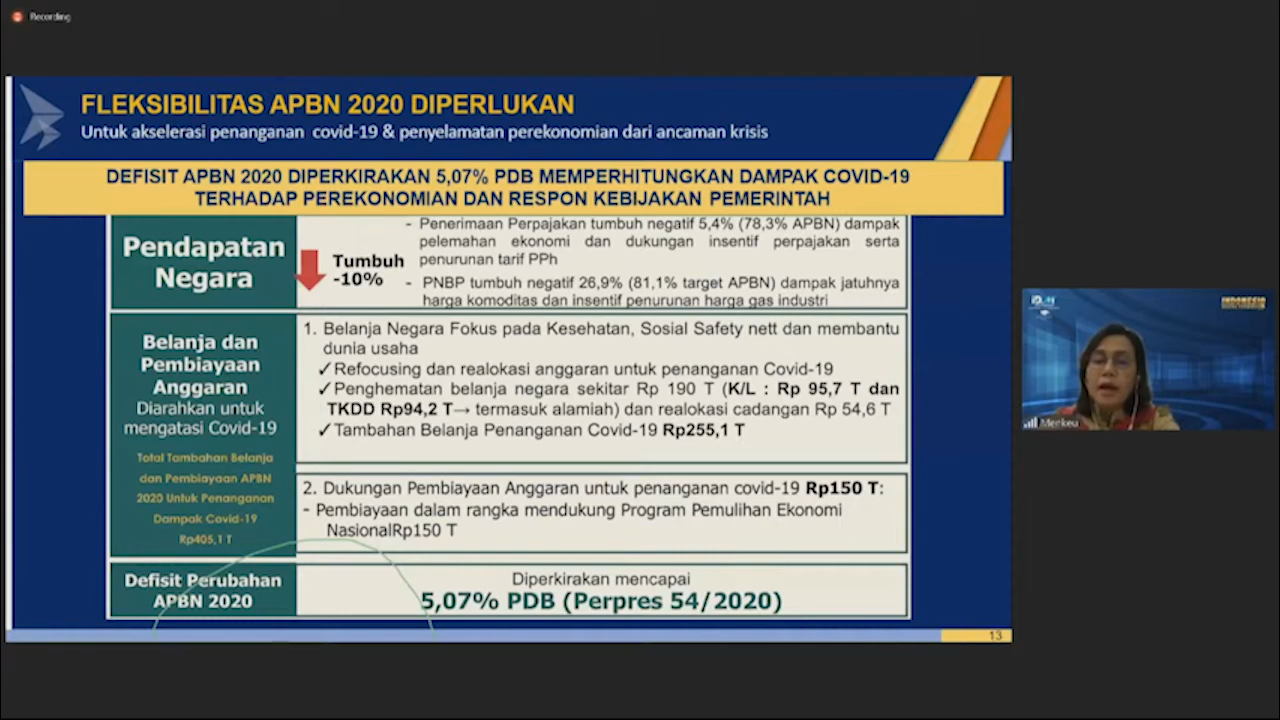 Recording
FLEKSIBILITAS APBN 2020 DIPERLUKAN
Untuk akselerasi penanganan covid-19 & penyelamatan perekonomian dari ancaman krisis
DEFISIT APBN 2020 DIPERKIRAKAN 5,07% PDB MEMPERHITUNGKAN DAMPAK COVID-19
TERHADAP PEREKONOMIAN DAN RESPON KEBIJAKAN PEMERINTAH
Pendapatan
Negara
Tumbuh
-10%
- Penerimaan Perpajakan tumbuh negatif 5,4% (78,3% APBN) dampak
pelemahan ekonomi dan dukungan insentif perpajakan serta
penurunan tarif PPh
- PNBP tumbuh negatif 26,9% (81,1% target APBN) dampak jatuhnya
harga komoditas dan insentif penurunan harga gas industri
Belanja dan
Pembiayaan
Anggaran
Diarahkan untuk
mengatasi Covid-19
Total Tambahan Belanja
dan Pembiayaan APBN
2020 Untuk Penanganan
Dampak Covid-19
Rp405,1 T
1. Belanja Negara Fokus pada Kesehatan, Sosial Safety nett dan membantu
dunia usaha
✓Refocusing dan realokasi anggaran untuk penanganan Covid-19
✓Penghematan belanja negara sekitar Rp 190 T (K/L : Rp 95,7 T dan
TKDD Rp94,2 T→ termasuk alamiah) dan realokasi cadangan Rp 54,6 T
✓Tambahan Belanja Penanganan Covid-19 Rp255,1 T
2. Dukungan Pembiayaan Anggaran untuk penanganan covid-19 Rp150 T:
- Pembiayaan dalam rangka mendukung Program Pemulihan Ekonomi
NasionalRp150 T
Defisit Perubahan
APBN 2020
Diperkirakan mencapai
5,07% PDB (Perpres 54/2020)
13
INDONESIA
Menkeu